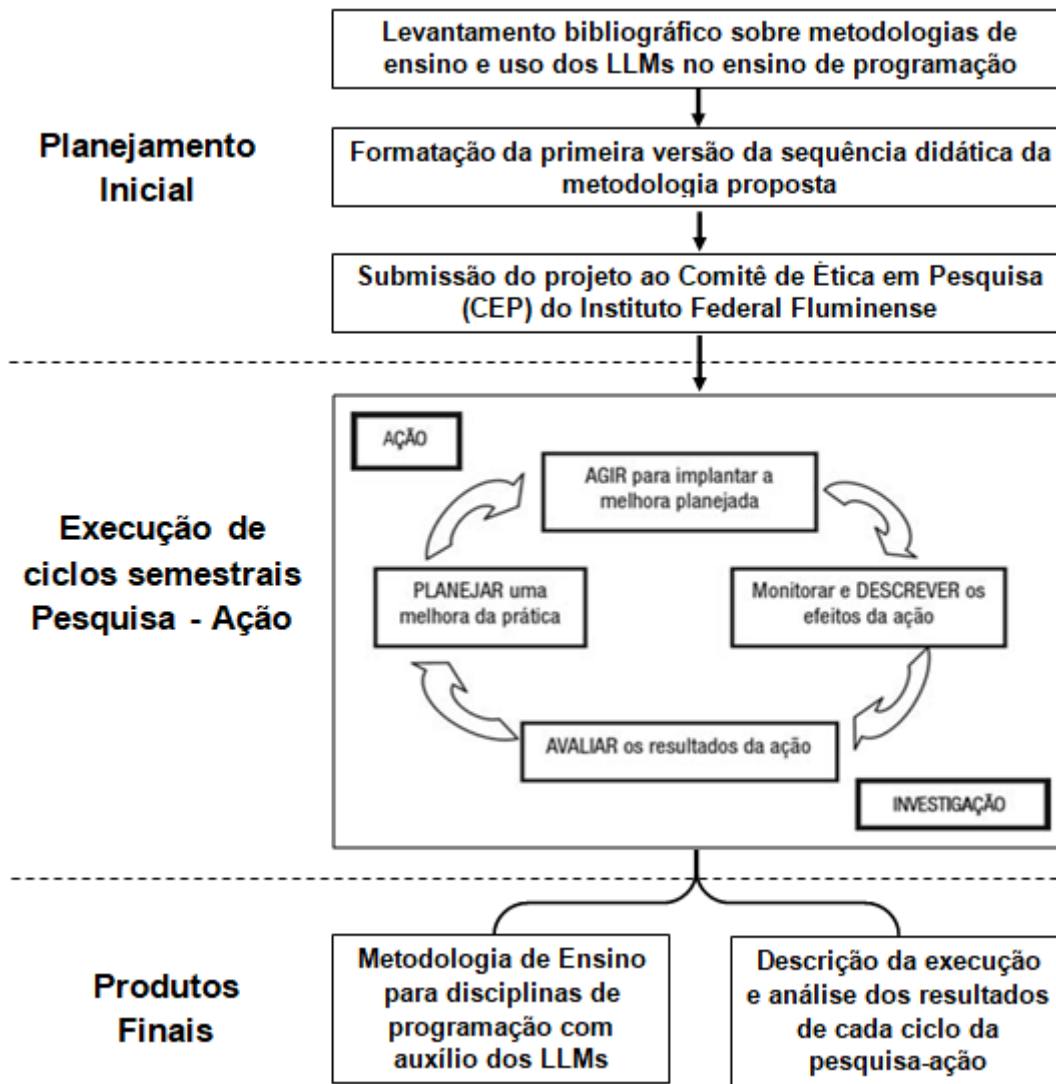 Levantamento bibliográfico sobre metodologias de
ensino e uso dos LLMs no ensino de programação
Planejamento
Inicial
Formatação da primeira versão da sequência didática da
metodologia proposta
Submissão do projeto ao Comitê de Ética em Pesquisa
(CEP) do Instituto Federal Fluminense
Execução de
ciclos semestrais
Pesquisa - Ação
AÇÃO
AGIR para implantar a
melhora planejada
PLANEJAR uma
melhora da prática
Monitorar e DESCREVER os
efeitos da ação
AVALIAR os resultados da ação
INVESTIGAÇÃO
Produtos
Finais
Metodologia de Ensino
para disciplinas de
programação com
auxílio dos LLMs
Descrição da execução
e análise dos resultados
de cada ciclo da
pesquisa-ação